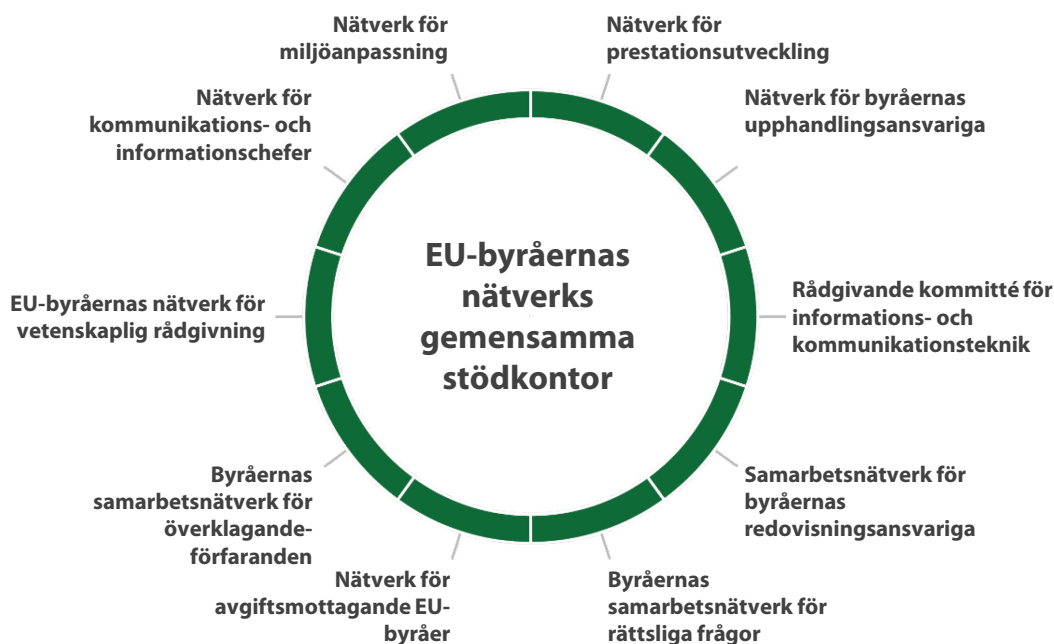 Nätverk för
miljöanpassning
Nätverk för
prestationsutveckling
Nätverk för byråernas
upphandlingsansvariga
Rådgivande kommitté för
informations- och
kommunikationsteknik
Samarbetsnätverk för
byråernas
redovisningsansvariga
Byråernas
samarbetsnätverk för
rättsliga frågor
Nätverk för
avgiftsmottagande EU-
byråer
Byråernas
samarbetsnätverk för
överklagande-
förfaranden
EU-byråernas nätverk för
vetenskaplig rådgivning
Nätverk för
kommunikations- och
informationschefer
EU-byråernas
nätverks
gemensamma
stödkontor